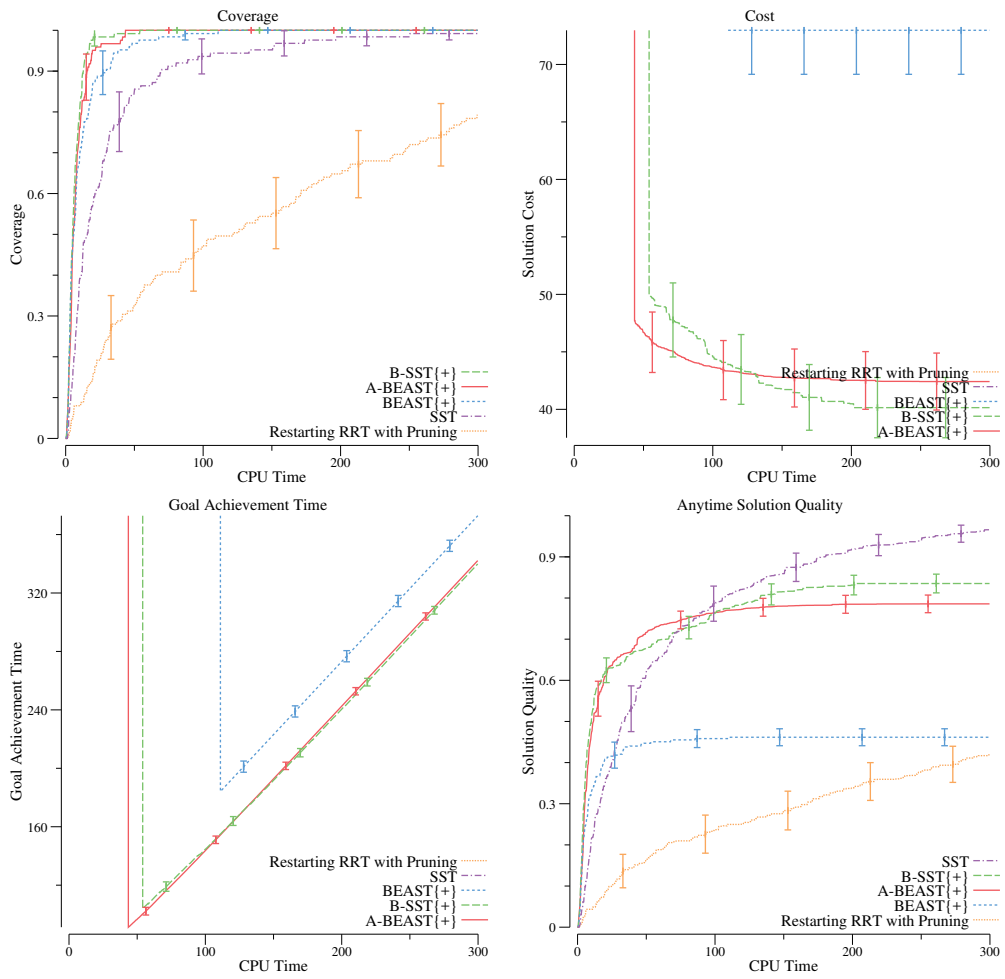 Coverage
Coverage
0.9
0.6
0.3
0
B-SST{+}
A-BEAST{+}
BEAST{+}
SST
Restarting RRT with Pruning
0 100 200 300
CPU Time
Cost
Solution Cost
70
60
50
40
Restarting RRT with Pruning
SST
BEAST{+}
B-SST{+}
A-BEAST{+}
0 100 200 300
CPU Time
Goal Achievement Time
Goal Achievement Time
320
240
160
Restarting RRT with Pruning
SST
BEAST{+}
B-SST{+}
A-BEAST{+}
0 100 200 300
CPU Time
Anytime Solution Quality
Solution Quality
0.9
0.6
0.3
0
SST
B-SST{+}
A-BEAST{+}
BEAST{+}
Restarting RRT with Pruning
0 100 200 300
CPU Time